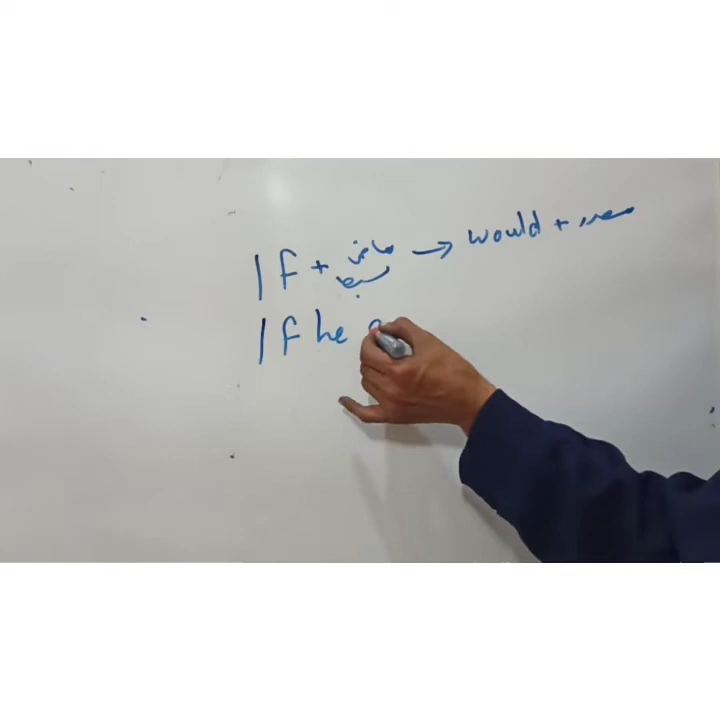 If + ماضي بسيط → would + مصدر
If he